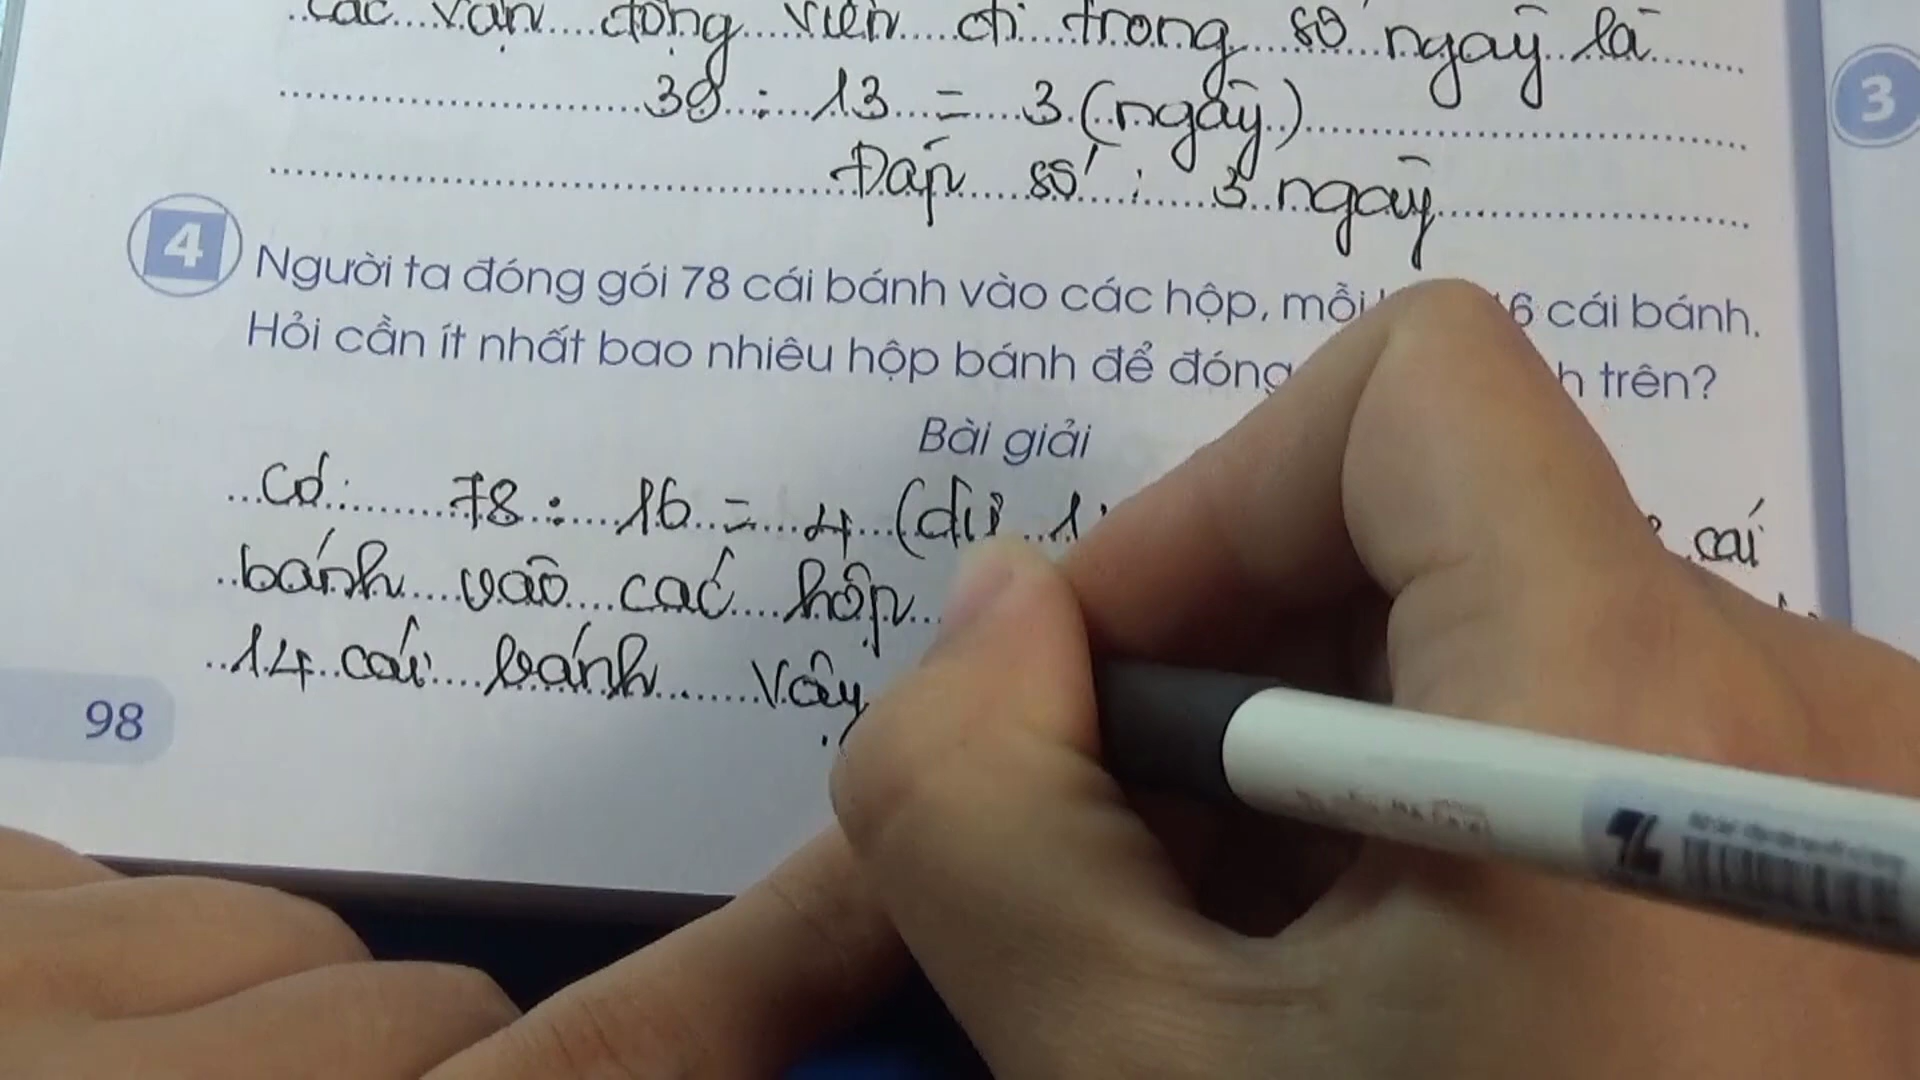 các vận động viên đi trong số ngày là
39 : 13 = 3 (ngày)
Đáp số : 3 ngày
3
4
Người ta đóng gói 78 cái bánh vào các hộp, mỗi 16 cái bánh.
Hỏi cần ít nhất bao nhiêu hộp bánh để đóng trên?
Bài giải
Có: 78 : 16 = 4 (dư 1 cái
bánh vào các hộp
14 cái bánh Vậy
98